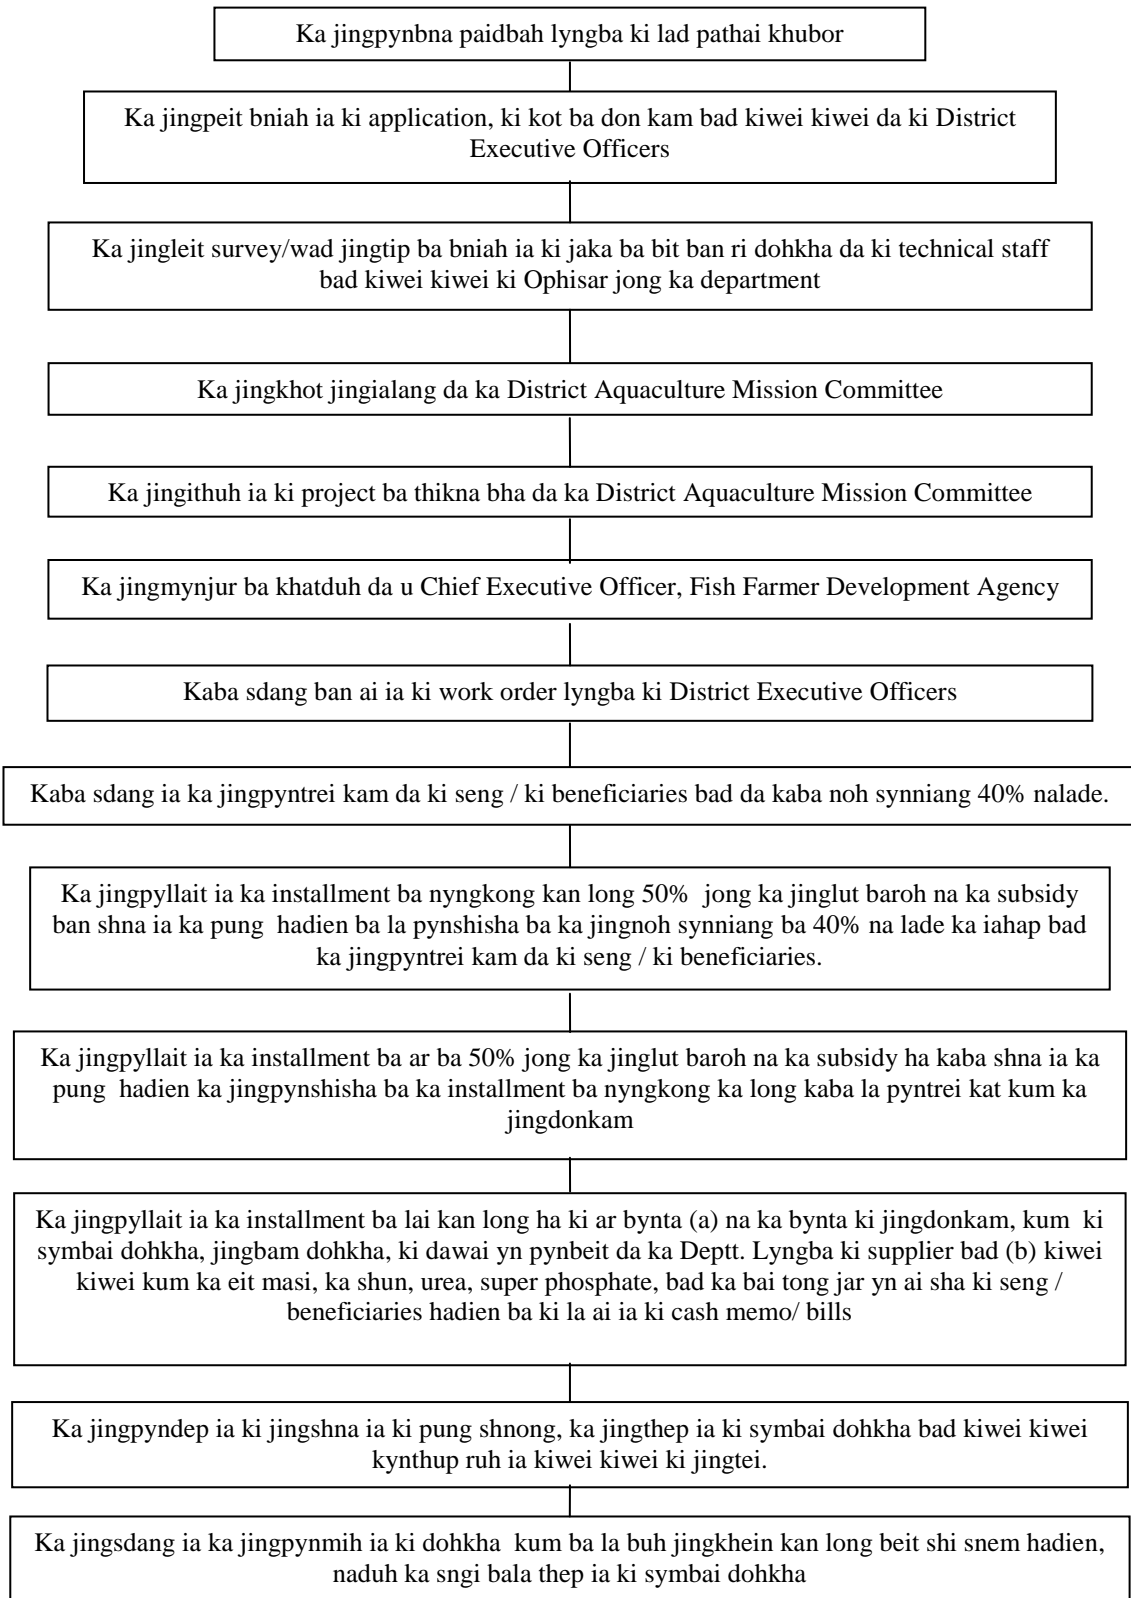 Ka jingpynbna paidbah lyngba ki lad pathai khubor
Ka jingpeit bniah ia ki application, ki kot ba don kam bad kiwei kiwei da ki District
Executive Officers
Ka jingleit survey/wad jingtip ba bniah ia ki jaka ba bit ban ri dohkha da ki technical staff
bad kiwei kiwei ki Ophisar jong ka department
Ka jingkhot jingialang da ka District Aquaculture Mission Committee
Ka jingithuh ia ki project ba thikna bha da ka District Aquaculture Mission Committee
Ka jingmynjur ba khatduh da u Chief Executive Officer, Fish Farmer Development Agency
Kaba sdang ban ai ia ki work order lyngba ki District Executive Officers
Kaba sdang ia ka jingpyntrei kam da ki seng / ki beneficiaries bad da kaba noh synniang 40% nalade.
Ka jingpyllait ia ka installment ba nyngkong kan long 50% jong ka jinglut baroh na ka subsidy
ban shna ia ka pung hadien ba la pynshisha ba ka jingnoh synniang ba 40% na lade ka iahap bad
ka jingpyntrei kam da ki seng / ki beneficiaries.
Ka jingpyllait ia ka installment ba ar ba 50% jong ka jinglut baroh na ka subsidy ha kaba shna ia ka
pung hadien ka jingpynshisha ba ka installment ba nyngkong ka long kaba la pyntrei kat kum ka
jingdonkam
Ka jingpyllait ia ka installment ba lai kan long ha ki ar bynta (a) na ka bynta ki jingdonkam, kum ki
symbai dohkha, jingbam dohkha, ki dawai yn pynbeit da ka Deptt. Lyngba ki supplier bad (b) kiwei
kiwei kum ka eit masi, ka shun, urea, super phosphate, bad ka bai tong jar yn ai sha ki seng /
beneficiaries hadien ba ki la ai ia ki cash memo/ bills
Ka jingpyndep ia ki jingshna ia ki pung shnong, ka jingthep ia ki symbai dohkha bad kiwei kiwei
kynthup ruh ia kiwei kiwei ki jingtei.
Ka jingsdang ia ka jingpynmih ia ki dohkha kum ba la buh jingkhein kan long beit shi snem hadien,
naduh ka sngi bala thep ia ki symbai dohkha